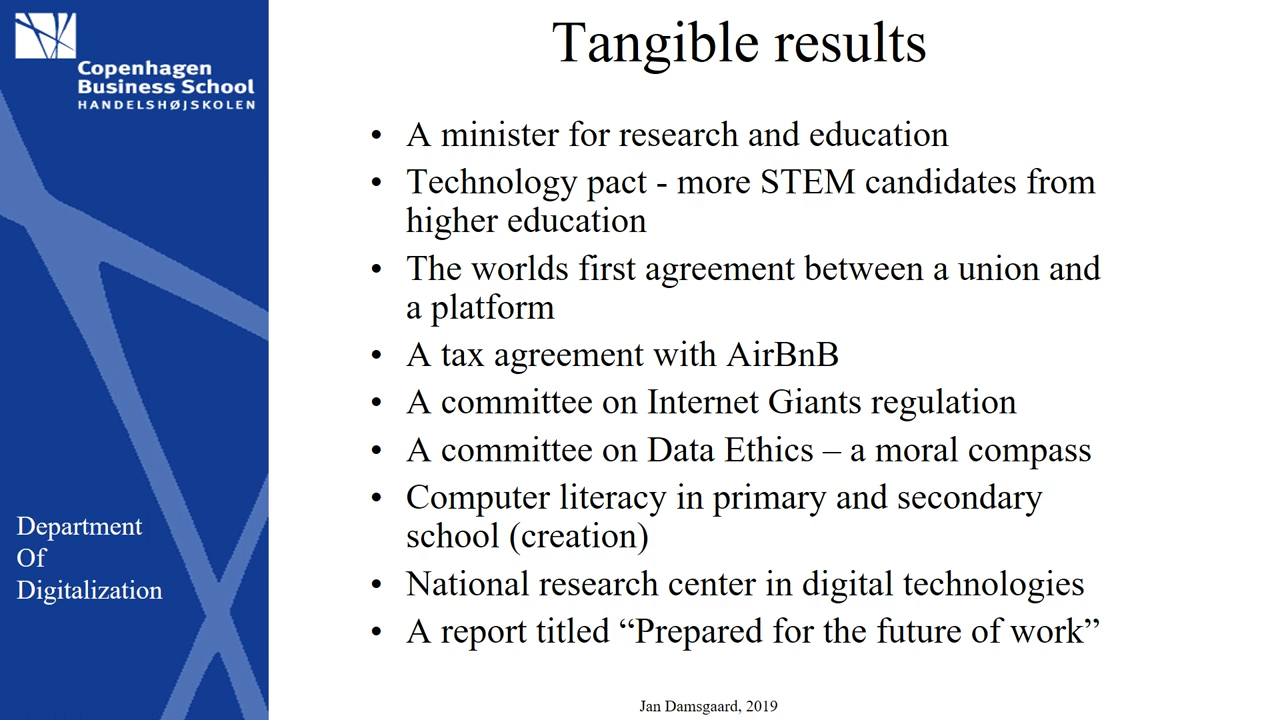 Copenhagen
Business School
HANDELSHØJSKOLEN
Tangible results
• A minister for research and education
• Technology pact - more STEM candidates from
higher education
• The worlds first agreement between a union and
a platform
• A tax agreement with AirBnB
• A committee on Internet Giants regulation
• A committee on Data Ethics – a moral compass
• Computer literacy in primary and secondary
school (creation)
• National research center in digital technologies
• A report titled “Prepared for the future of work”
Department
Of
Digitalization
Jan Damsgaard, 2019